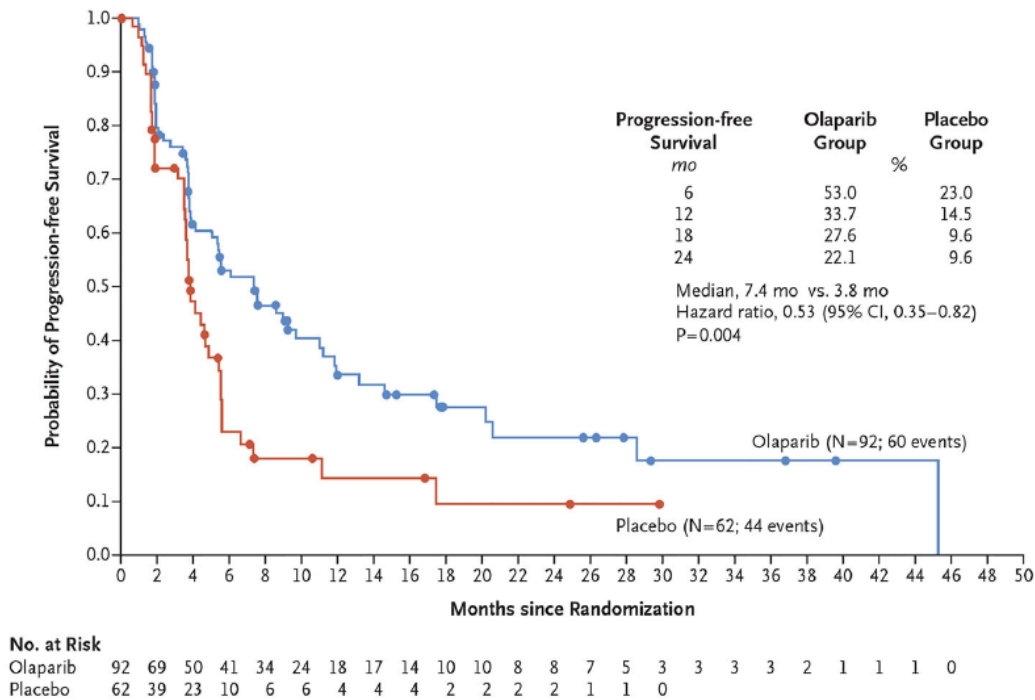 1.0
0.9
0.8
0.7
0.6
0.5
0.4
0.3
0.2
0.1
0.0
Probability of Progression-free Survival
Progression-free Survival Olaparib Group Placebo Group
mo %
6 53.0 23.0
12 33.7 14.5
18 27.6 9.6
24 22.1 9.6
Median, 7.4 mo vs. 3.8 mo
Hazard ratio, 0.53 (95% CI, 0.35–0.82)
P=0.004
Olaparib (N=92; 60 events)
Placebo (N=62; 44 events)
0 2 4 6 8 10 12 14 16 18 20 22 24 26 28 30 32 34 36 38 40 42 44 46 48 50
Months since Randomization
No. at Risk
Olaparib 92 69 50 41 34 24 18 17 14 10 10 8 8 7 5 3 3 3 3 2 1 1 1 0
Placebo 62 39 23 10 6 6 4 4 4 2 2 2 2 1 1 0